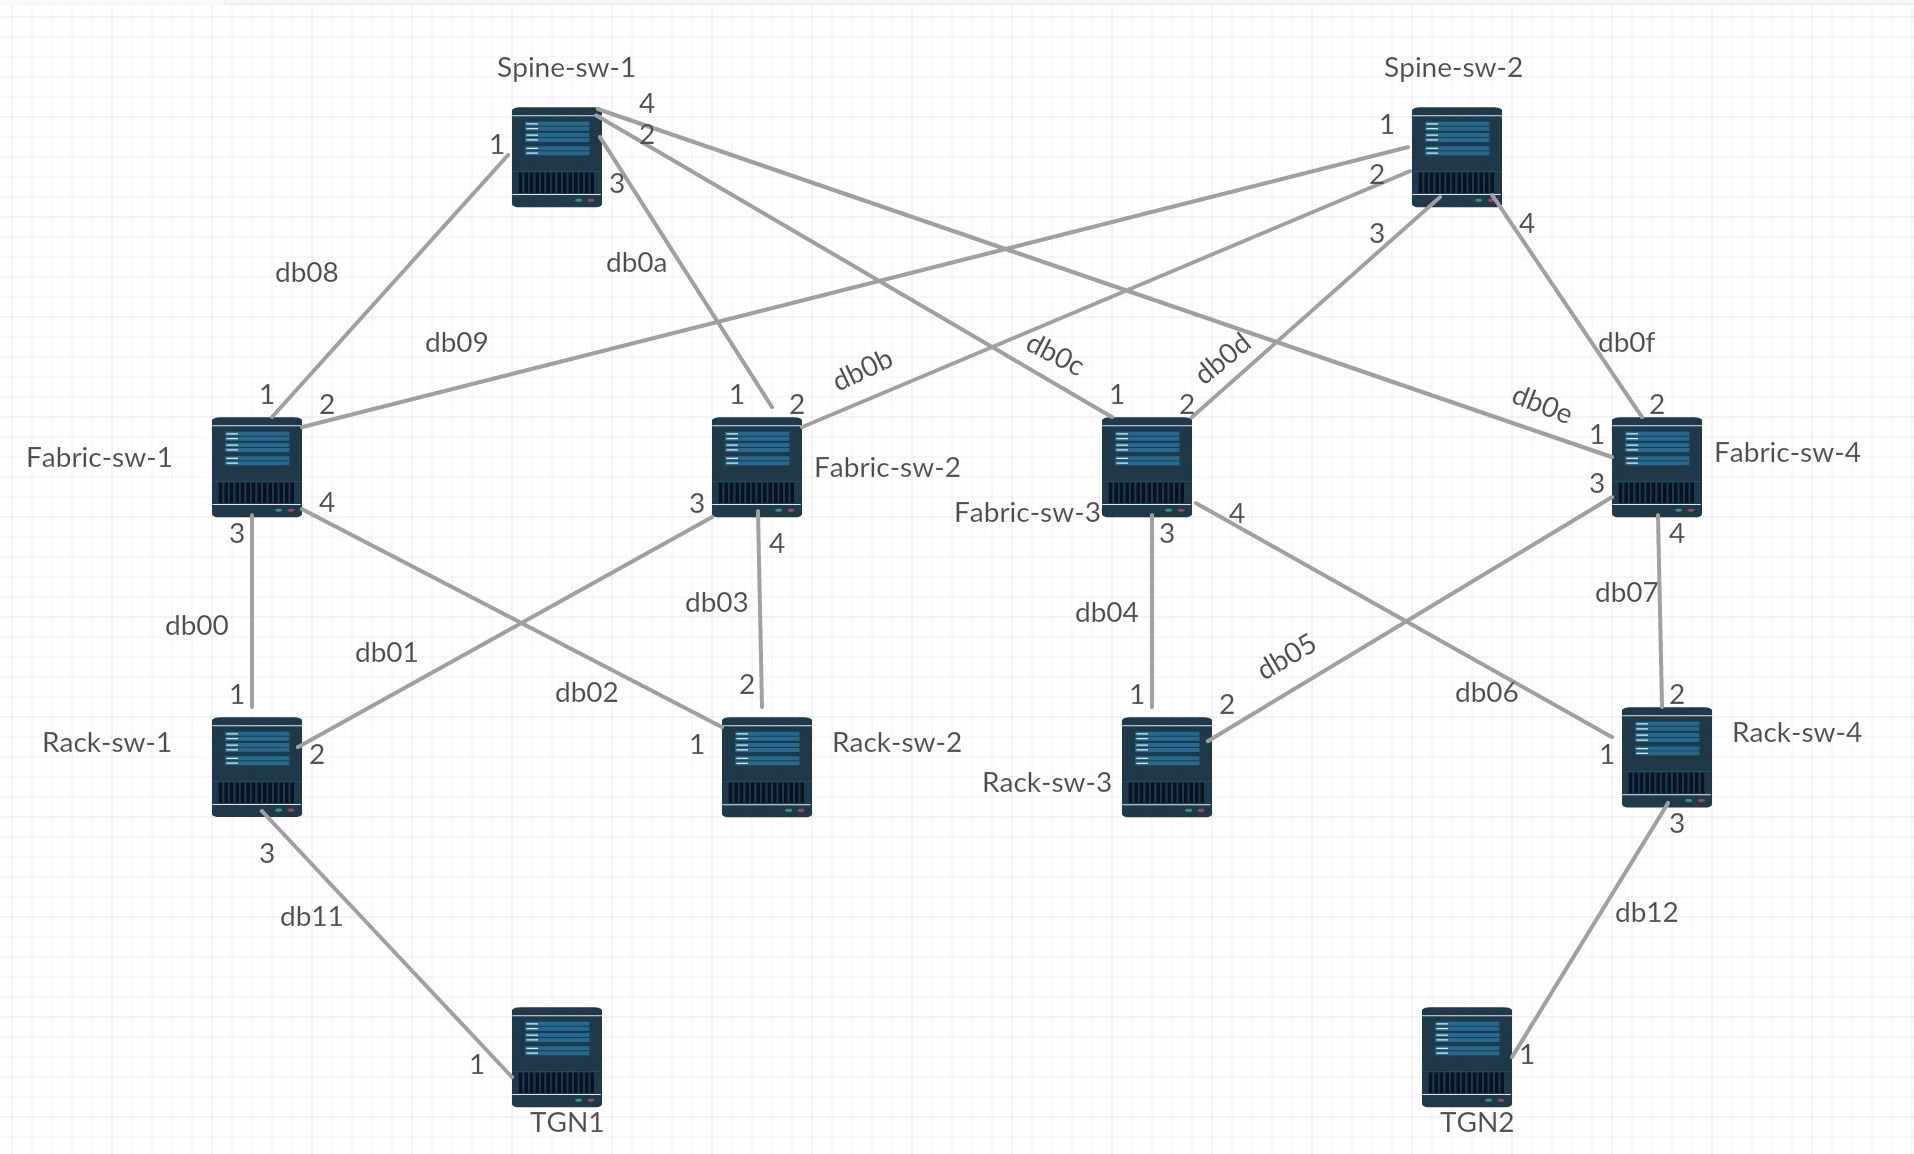 Spine-sw-1
Spine-sw-2
4
1
2
1
2
3
3
4
db08
db0a
db09
db0b
db0c
db0d
db0f
db0e
1
2
1
2
1
2
1
2
Fabric-sw-1
Fabric-sw-2
Fabric-sw-3
Fabric-sw-4
3
4
3
4
3
4
3
4
db00
db01
db02
db03
db04
db05
db06
db07
1
2
1
2
1
2
1
2
Rack-sw-1
Rack-sw-2
Rack-sw-3
Rack-sw-4
3
3
db11
db12
1
1
TGN1
TGN2